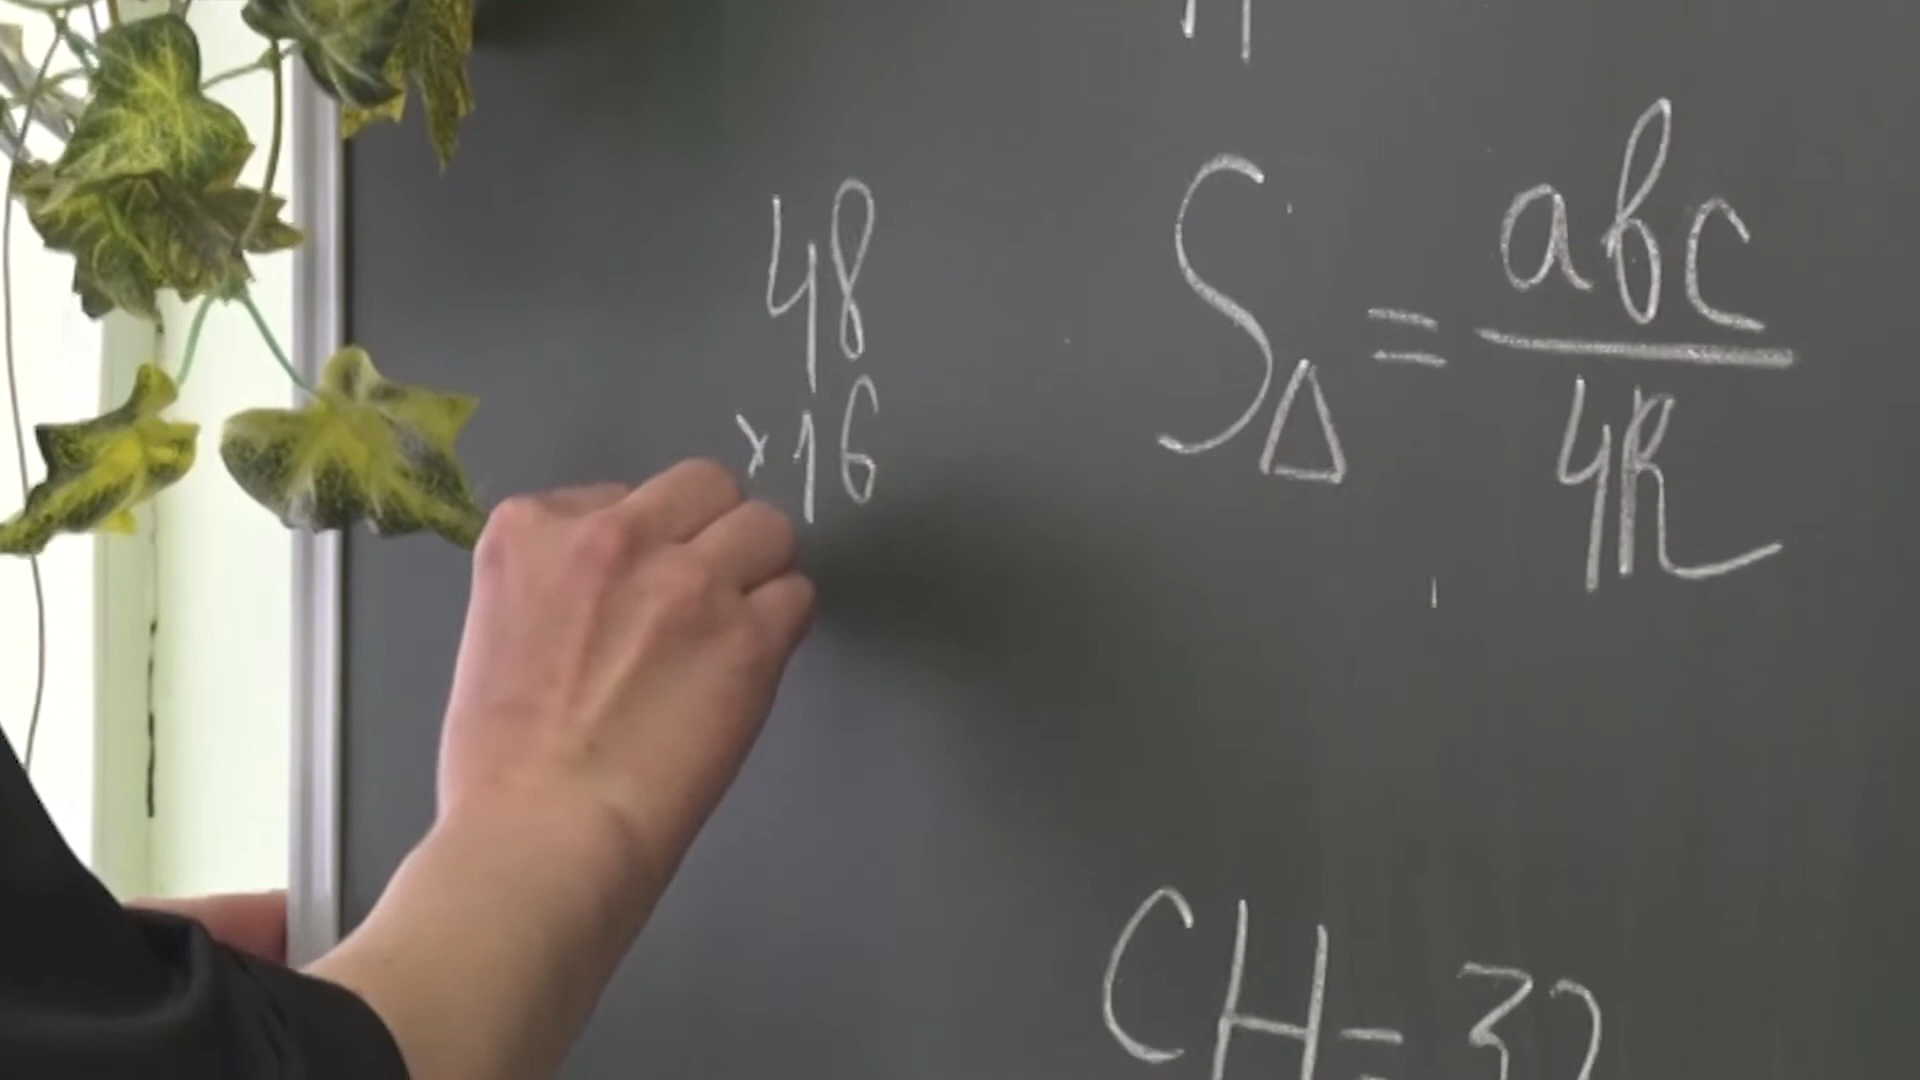 48
×16
S△ = abc / 4R
CH = 32